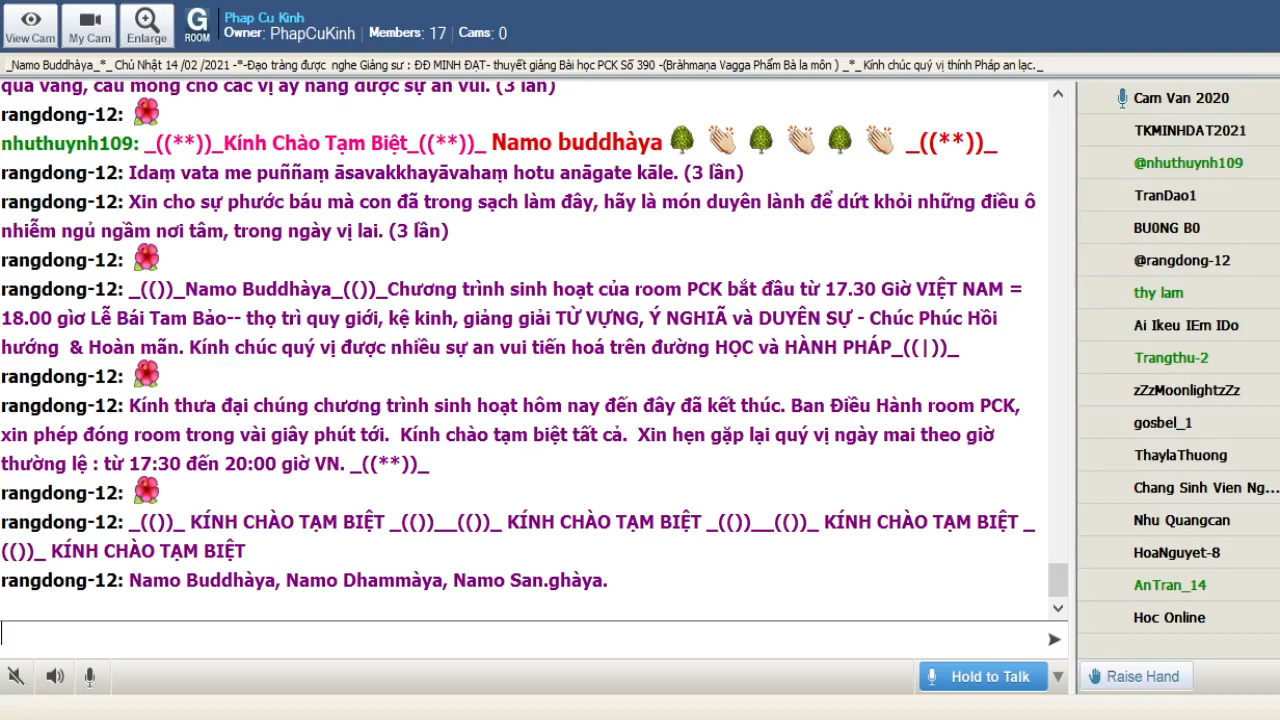 View Cam
My Cam
Enlarge
G
ROOM
Phap Cu Kinh
Owner: PhapCuKinh | Members: 17 | Cams: 0
_Namo Buddhàya_*_ Chủ Nhật 14 /02 /2021 -*-Đạo tràng được nghe Giảng sư : ĐĐ MINH ĐẠT- thuyết giảng Bài học PCK Số 390 -(Bràhmana Vagga Phẩm Bà la môn ) _*_ Kính chúc quý vị thính Pháp an lạc._
quá vãng, cầu mong cho các vị ấy hằng được sự an vui. (3 lần)
rangdong-12:
nhuthuynh109: _((**))_Kính Chào Tạm Biệt_((**))_ Namo buddhàya _((**))_
rangdong-12: Idaṃ vata me puññaṃ āsavakkhayāvahaṃ hotu anāgate kāle. (3 lần)
rangdong-12: Xin cho sự phước báu mà con đã trong sạch làm đây, hãy là món duyên lành để dứt khỏi những điều ô
nhiễm ngủ ngầm nơi tâm, trong ngày vị lai. (3 lần)
rangdong-12:
rangdong-12: _(())_Namo Buddhàya_(())_Chương trình sinh hoạt của room PCK bắt đầu từ 17.30 Giờ VIỆT NAM =
18.00 giơ Lễ Bái Tam Bảo-- thọ trì quy giới, kệ kinh, giảng giải TỪ VỰNG, Ý NGHIÃ và DUYÊN SỰ - Chúc Phúc Hồi
hướng & Hoàn mãn. Kính chúc quý vị được nhiều sự an vui tiến hoá trên đường HỌC và HÀNH PHÁP_((|))_
rangdong-12:
rangdong-12: Kính thưa đại chúng chương trình sinh hoạt hôm nay đến đây đã kết thúc. Ban Điều Hành room PCK,
xin phép đóng room trong vài giây phút tới. Kính chào tạm biệt tất cả. Xin hẹn gặp lại quý vị ngày mai theo giờ
thường lệ : từ 17:30 đến 20:00 giờ VN. _((**))_
rangdong-12:
rangdong-12: _(())_ KÍNH CHÀO TẠM BIỆT _(())__(())_ KÍNH CHÀO TẠM BIỆT _(())__(())_ KÍNH CHÀO TẠM BIỆT _
(())_ KÍNH CHÀO TẠM BIỆT
rangdong-12: Namo Buddhàya, Namo Dhammàya, Namo San.ghàya.
Hold to Talk
Cam Van 2020
TKMINHDAT2021
@nhuthuynh109
TranDao1
BU0NG B0
@rangdong-12
thy lam
Ai Ikeu IEm IDo
Trangthu-2
zZzMoonlightzZz
gosbel_1
ThaylaThuong
Chang Sinh Vien Ng...
Nhu Quangcan
HoaNguyet-8
AnTran_14
Hoc Online
Raise Hand